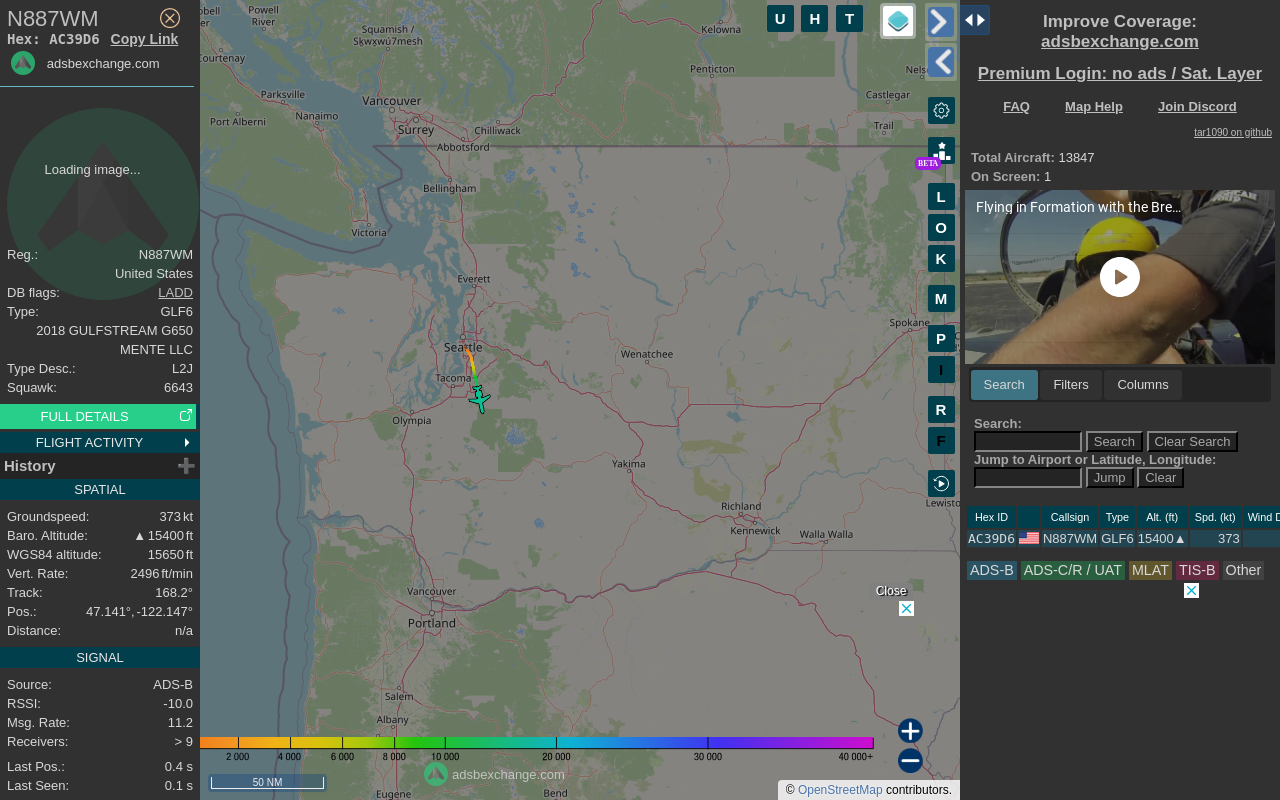 N887WM
Hex: AC39D6 Copy Link
adsbexchange.com
Loading image...
Reg.: N887WM
United States
DB flags: LADD
Type: GLF6
2018 GULFSTREAM G650
MENTE LLC
Type Desc.: L2J
Squawk: 6643
FULL DETAILS
FLIGHT ACTIVITY
History
SPATIAL
Groundspeed: 373 kt
Baro. Altitude: ▲ 15400 ft
WGS84 altitude: 15650 ft
Vert. Rate: 2496 ft/min
Track: 168.2°
Pos.: 47.141°, -122.147°
Distance: n/a
SIGNAL
Source: ADS-B
RSSI: -10.0
Msg. Rate: 11.2
Receivers: > 9
Last Pos.: 0.4 s
Last Seen: 0.1 s
Powell
River
Squamish /
Sḵwx̱wú7mesh
Courtenay
Parksville
Nanaimo
Port Alberni
Vancouver
Surrey
Chilliwack
Abbotsford
Kelowna
Penticton
Castlegar
Trail
Bellingham
Victoria
Everett
Seattle
Tacoma
Olympia
Wenatchee
Spokane
Yakima
Richland
Kennewick
Walla Walla
Vancouver
Portland
Salem
Albany
Eugene
Bend
U H T
BETA
L
O
K
M
P
I
R
F
Close
2 000 4 000 6 000 8 000 10 000 20 000 30 000 40 000+
adsbexchange.com
50 NM
© OpenStreetMap contributors.
Improve Coverage:
adsbexchange.com
Premium Login: no ads / Sat. Layer
FAQ Map Help Join Discord
tar1090 on github
Total Aircraft: 13847
On Screen: 1
Flying in Formation with the Bre...
Search Filters Columns
Search:
Search Clear Search
Jump to Airport or Latitude, Longitude:
Jump Clear
Hex ID Callsign Type Alt. (ft) Spd. (kt) Wind D
AC39D6 N887WM GLF6 15400▲ 373
ADS-B ADS-C/R / UAT MLAT TIS-B Other